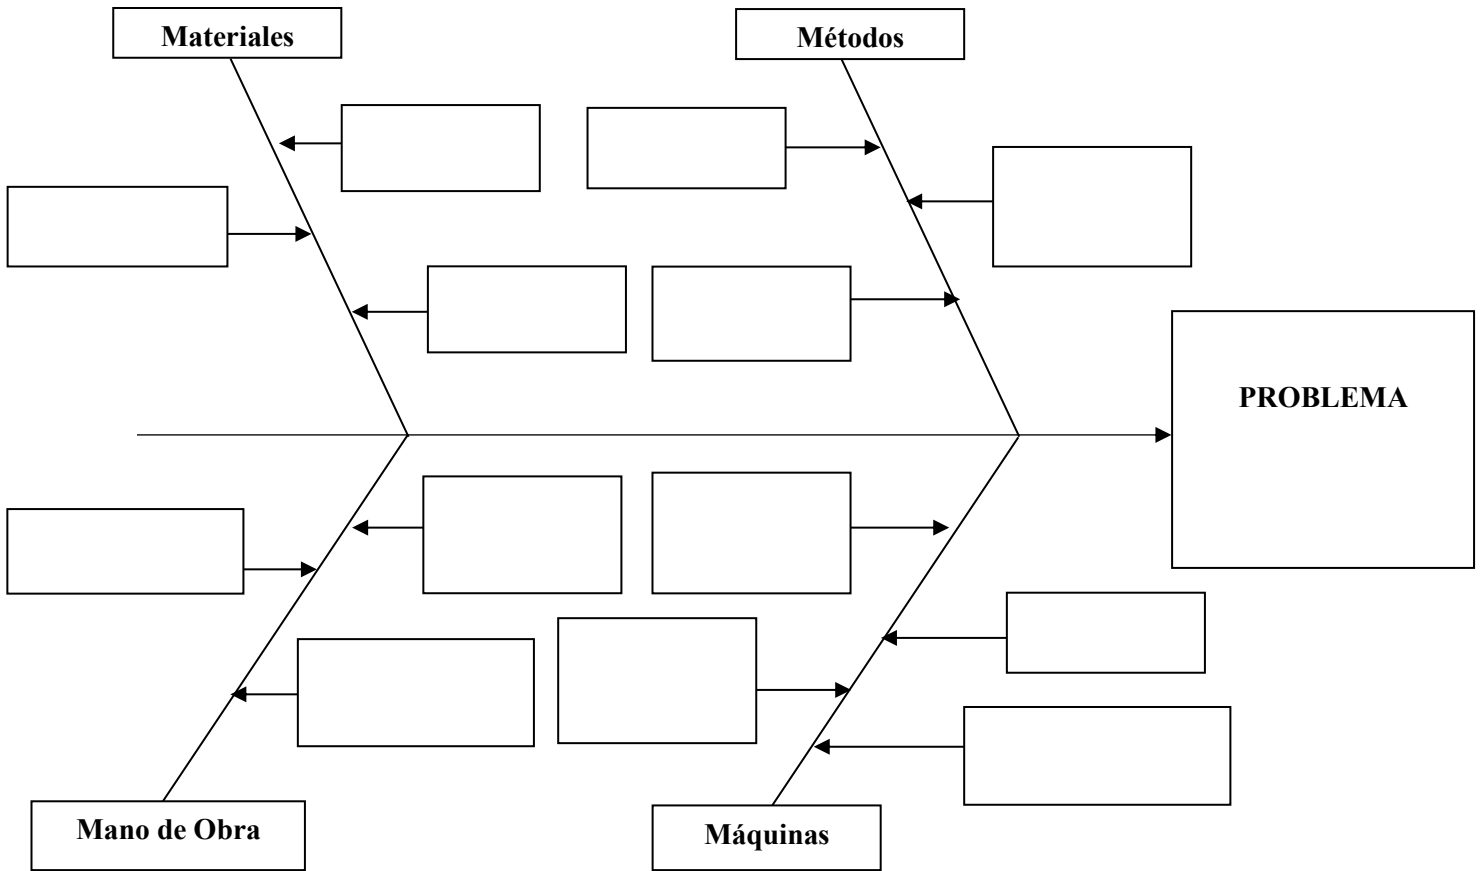 Materiales
Métodos
PROBLEMA
Mano de Obra
Máquinas